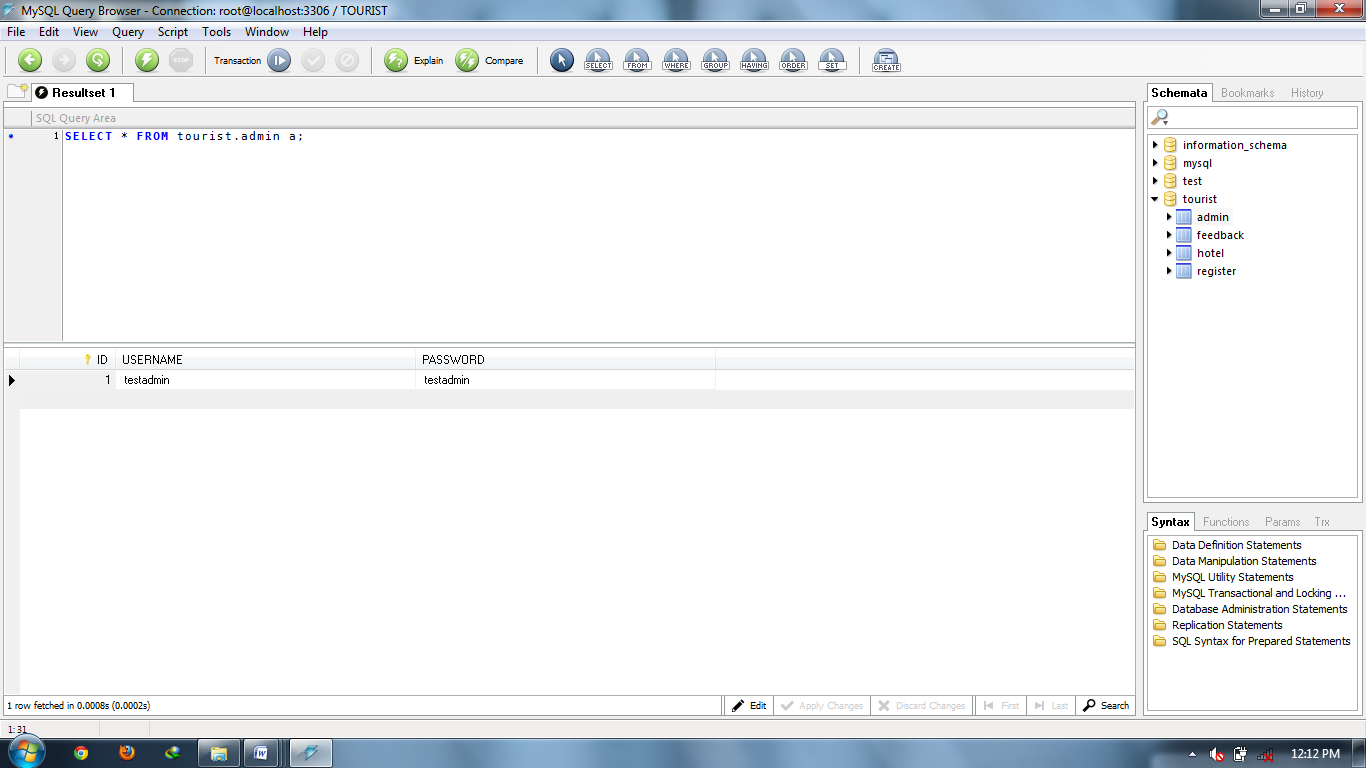 MySQL Query Browser - Connection: root@localhost:3306 / TOURIST
File Edit View Query Script Tools Window Help
STOP Transaction Explain Compare SELECT FROM WHERE GROUP HAVING ORDER SET CREATE
Resultset 1
SQL Query Area
1 SELECT * FROM tourist.admin a;
ID USERNAME PASSWORD
1 testadmin testadmin
1 row fetched in 0.0008s (0.0002s)
Edit Apply Changes Discard Changes First Last Search
1:31
Schemata Bookmarks History
information_schema
mysql
test
tourist
admin
feedback
hotel
register
Syntax Functions Params Trx
Data Definition Statements
Data Manipulation Statements
MySQL Utility Statements
MySQL Transactional and Locking ...
Database Administration Statements
Replication Statements
SQL Syntax for Prepared Statements
12:12 PM